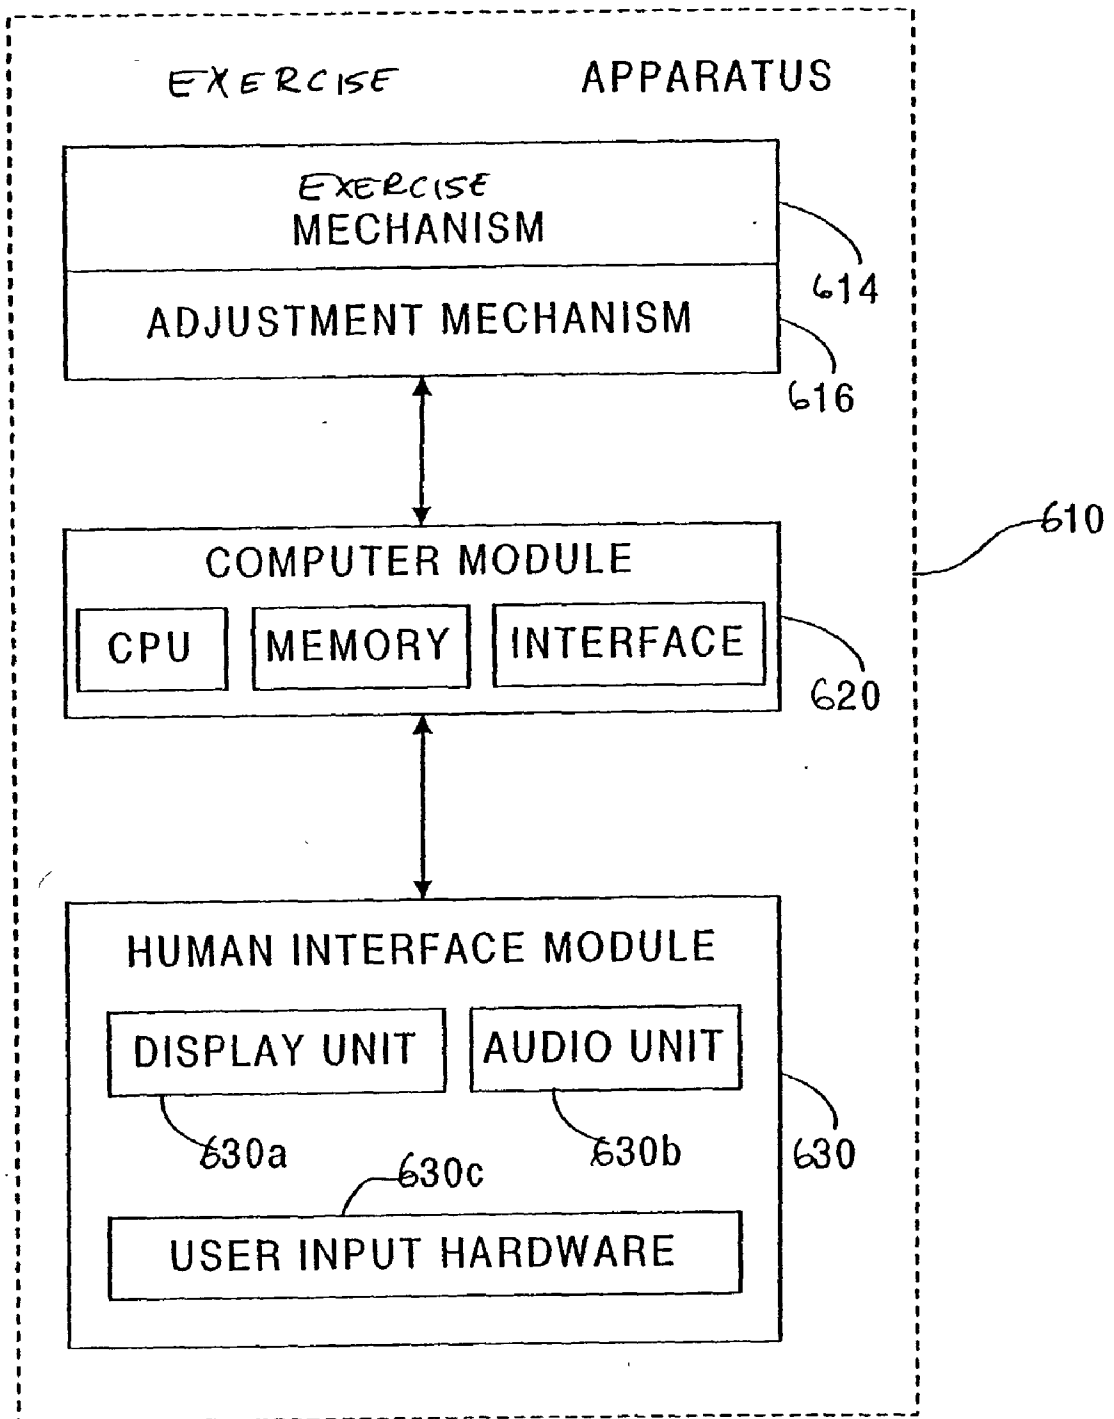 EXERCISE APPARATUS
EXERCISE
MECHANISM
614
ADJUSTMENT MECHANISM
616
610
COMPUTER MODULE
CPU MEMORY INTERFACE
620
HUMAN INTERFACE MODULE
DISPLAY UNIT AUDIO UNIT
630a 630b 630
630c
USER INPUT HARDWARE